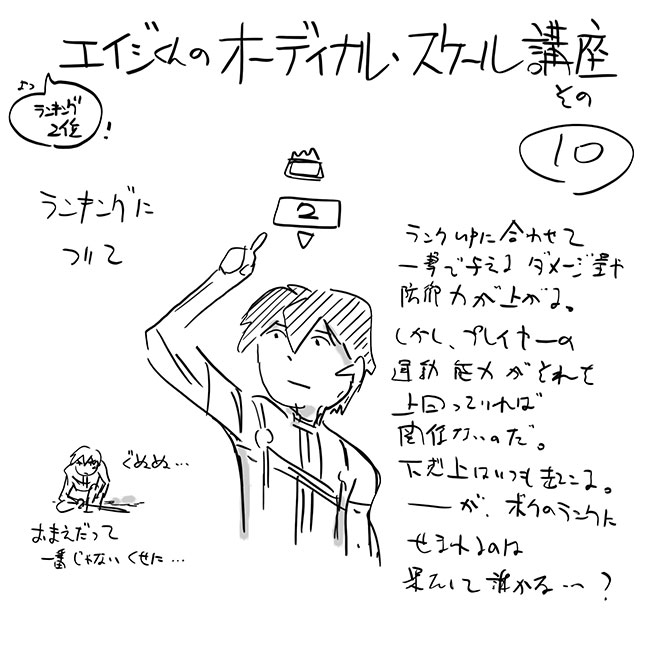 エイジくんのオーディナル・スケール講座
その
10
よっ
ランキング
2位
!
2
ランキングに
ついて
ランクupに合わせて
一撃で与えるダメージ量や
防御力が上がる。
しかし、プレイヤーの
運動能力がそれを
上回っていれば
関係ないのだ。
下剋上はいつも起こる。
――が、ボクのランクに
せまれるのは
果たして誰かな…?
ぐぬぬ…
おまえだって
一番じゃないくせに…